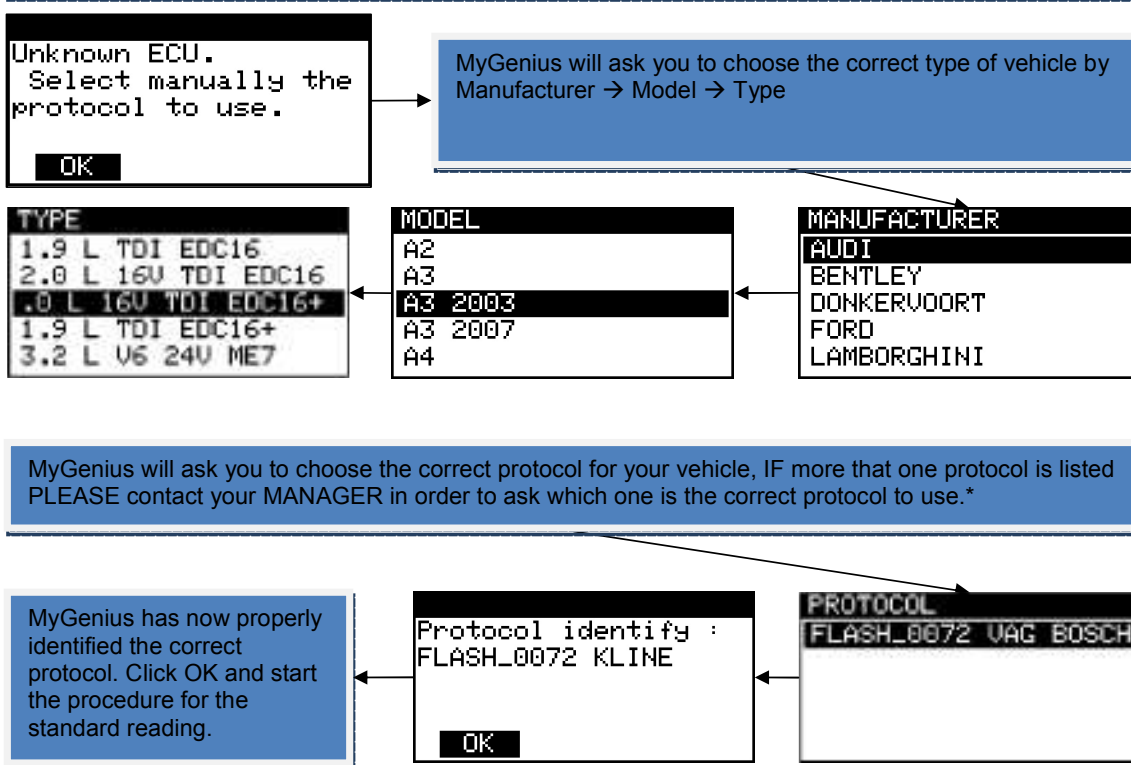 Unknown ECU.
Select manually the
protocol to use.
OK
MyGenius will ask you to choose the correct type of vehicle by
Manufacturer → Model → Type
MANUFACTURER
AUDI
BENTLEY
DONKERVOORT
FORD
LAMBORGHINI
MODEL
A2
A3
A3 2003
A3 2007
A4
TYPE
1.9 L TDI EDC16
2.0 L 16V TDI EDC16
.0 L 16V TDI EDC16+
1.9 L TDI EDC16+
3.2 L V6 24V ME7
MyGenius will ask you to choose the correct protocol for your vehicle, IF more that one protocol is listed
PLEASE contact your MANAGER in order to ask which one is the correct protocol to use.*
PROTOCOL
FLASH_0072 VAG BOSCH
Protocol identify :
FLASH_0072 KLINE
OK
MyGenius has now properly
identified the correct
protocol. Click OK and start
the procedure for the
standard reading.